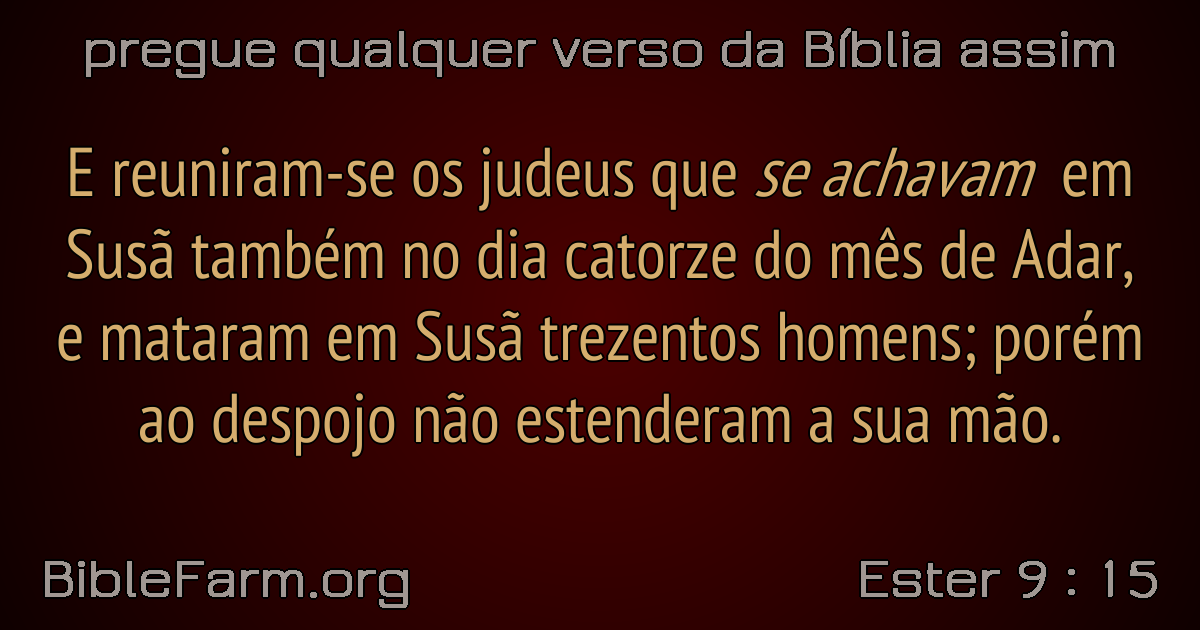 pregue qualquer verso da Bíblia assim
E reuniram-se os judeus que se achavam em
Susã também no dia catorze do mês de Adar,
e mataram em Susã trezentos homens; porém
ao despojo não estenderam a sua mão.
BibleFarm.org
Ester 9 : 15